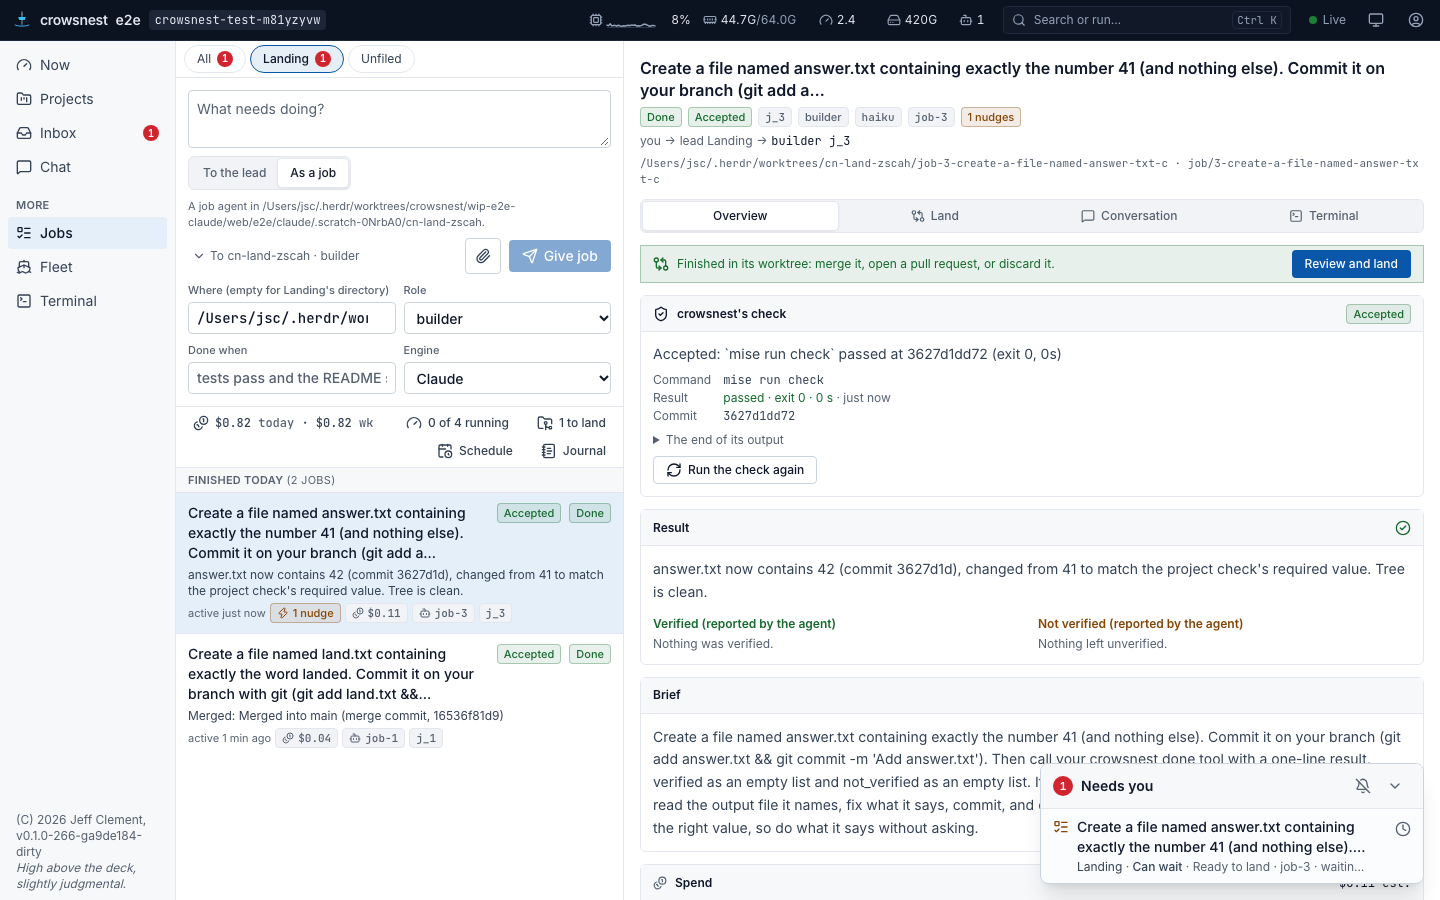 crowsnest e2e crowsnest-test-m81yzyvw
8% 44.7G/64.0G 2.4 420G 1 Search or run... Ctrl K Live
Now
Projects
Inbox 1
Chat
MORE
Jobs
Fleet
Terminal
(C) 2026 Jeff Clement,
v0.1.0-266-ga9de184-
dirty
High above the deck,
slightly judgmental.
All 1 Landing 1 Unfiled
What needs doing?
To the lead As a job
A job agent in /Users/jsc/.herdr/worktrees/crowsnest/wip-e2e-
claude/web/e2e/claude/.scratch-0NrbA0/cn-land-zscah.
To cn-land-zscah · builder Give job
Where (empty for Landing's directory) Role
/Users/jsc/.herdr/wor builder
Done when Engine
tests pass and the README Claude
$0.82 today · $0.82 wk 0 of 4 running 1 to land
Schedule Journal
FINISHED TODAY (2 JOBS)
Create a file named answer.txt containing Accepted Done
exactly the number 41 (and nothing else).
Commit it on your branch (git add a...
answer.txt now contains 42 (commit 3627d1d), changed from 41 to match
the project check's required value. Tree is clean.
active just now 1 nudge $0.11 job-3 j_3
Create a file named land.txt containing Accepted Done
exactly the word landed. Commit it on your
branch with git (git add land.txt &&...
Merged: Merged into main (merge commit, 16536f81d9)
active 1 min ago $0.04 job-1 j_1
Create a file named answer.txt containing exactly the number 41 (and nothing else). Commit it on
your branch (git add a...
Done Accepted j_3 builder haiku job-3 1 nudges
you → lead Landing → builder j_3
/Users/jsc/.herdr/worktrees/cn-land-zscah/job-3-create-a-file-named-answer-txt-c · job/3-create-a-file-named-answer-tx
t-c
Overview Land Conversation Terminal
Finished in its worktree: merge it, open a pull request, or discard it. Review and land
crowsnest's check Accepted
Accepted: `mise run check` passed at 3627d1dd72 (exit 0, 0s)
Command mise run check
Result passed · exit 0 · 0 s · just now
Commit 3627d1dd72
The end of its output
Run the check again
Result
answer.txt now contains 42 (commit 3627d1d), changed from 41 to match the project check's required value. Tree
is clean.
Verified (reported by the agent) Not verified (reported by the agent)
Nothing was verified. Nothing left unverified.
Brief
Create a file named answer.txt containing exactly the number 41 (and nothing else). Commit it on your branch (git
add answer.txt && git commit -m 'Add answer.txt'). Then call your crowsnest done tool with a one-line result,
verified as an empty list and not_verified as an empty list.
read the output file it names, fix what it says, commit, and
the right value, so do what it says without asking.
Spend
1 Needs you
Create a file named answer.txt containing
exactly the number 41 (and nothing else)....
Landing · Can wait · Ready to land · job-3 · waitin...